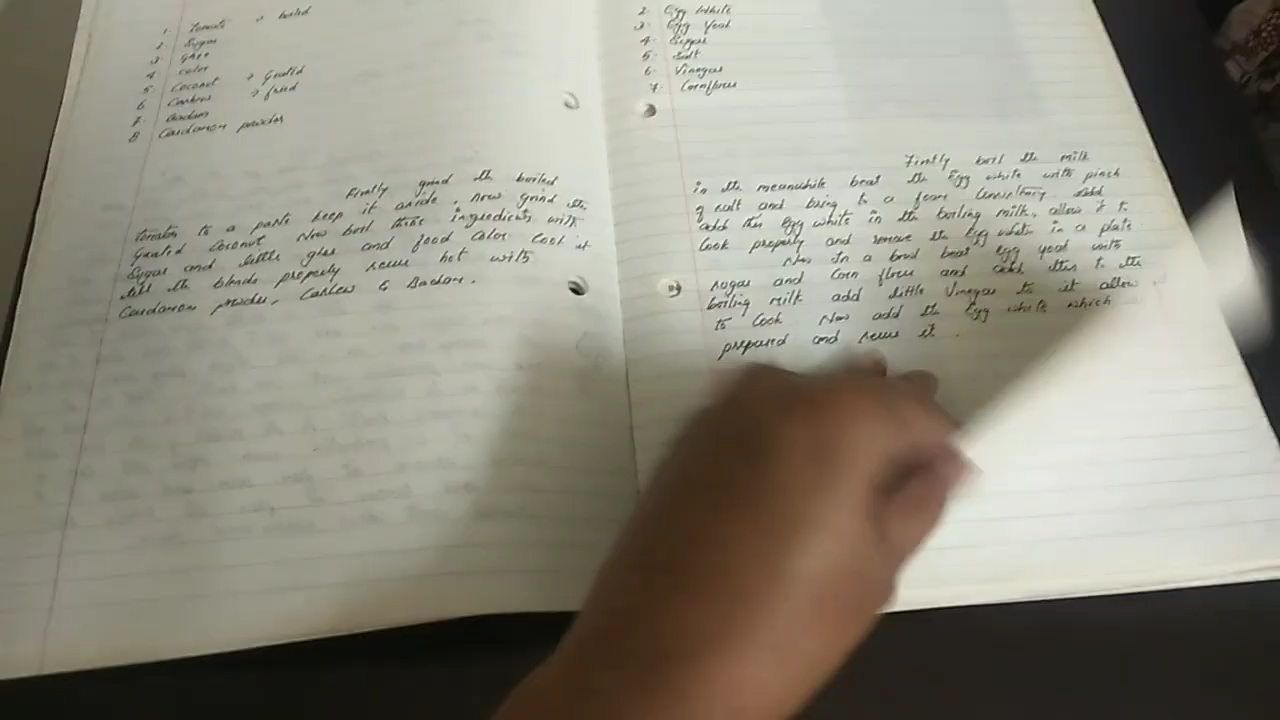 1. Tomato → boiled
2. Sugar
3. Ghee
4. Color
5. Coconut → Grated
6. Cashew → fried
7. Badam
8 Cardamon powder
Firstly grind the boiled
tomatos to a paste keep it aside, now grind the
grated Coconut Now boil these ingredients with
Sugar and little ghee and food color Cook it
till the blends properly serve hot with
Cardamon powder, Cashew & Badam.
2. Egg White
3. Egg Yeak
4. Sugar
5. Salt
6. Vinegar
7. Cornflour
Firstly boil the milk
in the meanwhile beat the Egg white with pinch
of salt and bring to a foam Consistency. Add
add this Egg white in the boiling milk, allow it to
Cook properly and remove the Egg white in a plate
Now In a bowl beat egg yeak with
sugar and Corn flour and add this to the
boiling milk add little Vinegar to it allow
to Cook Now add the Egg white which
prepared and serve it.